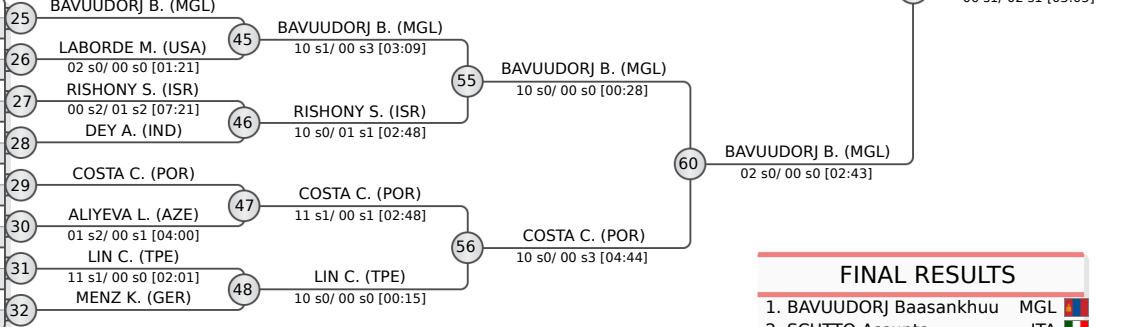 BAVUUDORJ B. (MGL)
25
BAVUUDORJ B. (MGL)
45
10 s1/ 00 s3 [03:09]
LABORDE M. (USA)
26
02 s0/ 00 s0 [01:21]
BAVUUDORJ B. (MGL)
55
10 s0/ 00 s0 [00:28]
RISHONY S. (ISR)
27
00 s2/ 01 s2 [07:21]
RISHONY S. (ISR)
46
10 s0/ 01 s1 [02:48]
DEY A. (IND)
28
BAVUUDORJ B. (MGL)
60
02 s0/ 00 s0 [02:43]
COSTA C. (POR)
29
COSTA C. (POR)
47
11 s1/ 00 s1 [02:48]
ALIYEVA L. (AZE)
30
01 s2/ 00 s1 [04:00]
COSTA C. (POR)
56
10 s0/ 00 s3 [04:44]
LIN C. (TPE)
31
11 s1/ 00 s0 [02:01]
LIN C. (TPE)
48
10 s0/ 00 s0 [00:15]
MENZ K. (GER)
32
FINAL RESULTS
1. BAVUUDORJ Baasankhuu MGL